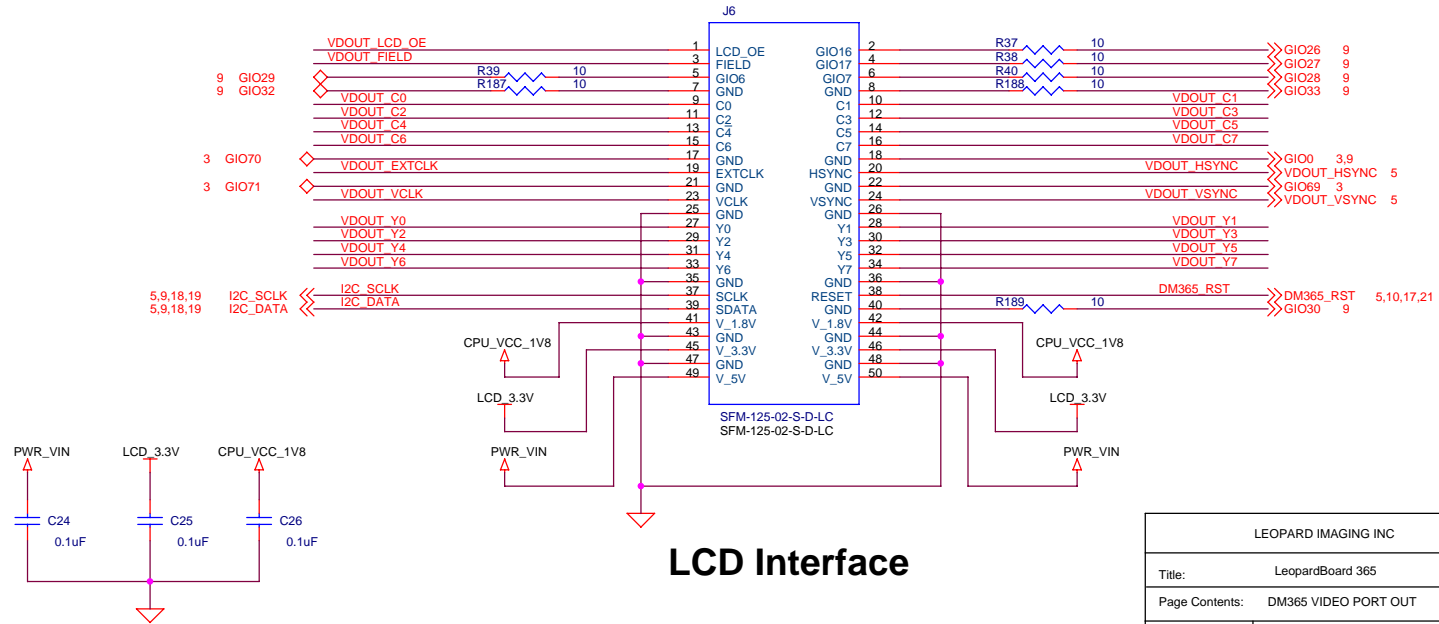 J6
VDOUT_LCD_OE 1 LCD_OE GIO16 2 R37 10 GIO26 9
VDOUT_FIELD 3 FIELD GIO17 4 R38 10 GIO27 9
9 GIO29 R39 10 5 GIO6 GIO7 6 R40 10 GIO28 9
9 GIO32 R187 10 7 GND GND 8 R188 10 GIO33 9
VDOUT_C0 9 C0 C1 10 VDOUT_C1
VDOUT_C2 11 C2 C3 12 VDOUT_C3
VDOUT_C4 13 C4 C5 14 VDOUT_C5
VDOUT_C6 15 C6 C7 16 VDOUT_C7
3 GIO70 17 GND GND 18 GIO0 3,9
VDOUT_EXTCLK 19 EXTCLK HSYNC 20 VDOUT_HSYNC VDOUT_HSYNC 5
3 GIO71 21 GND GND 22 GIO69 3
VDOUT_VCLK 23 VCLK VSYNC 24 VDOUT_VSYNC VDOUT_VSYNC 5
25 GND GND 26
VDOUT_Y0 27 Y0 Y1 28 VDOUT_Y1
VDOUT_Y2 29 Y2 Y3 30 VDOUT_Y3
VDOUT_Y4 31 Y4 Y5 32 VDOUT_Y5
VDOUT_Y6 33 Y6 Y7 34 VDOUT_Y7
35 GND GND 36
5,9,18,19 I2C_SCLK I2C_SCLK 37 SCLK RESET 38 DM365_RST DM365_RST 5,10,17,21
5,9,18,19 I2C_DATA I2C_DATA 39 SDATA GND 40 R189 10 GIO30 9
41 V_1.8V V_1.8V 42
CPU_VCC_1V8 43 GND GND 44 CPU_VCC_1V8
45 V_3.3V V_3.3V 46
47 GND GND 48
49 V_5V V_5V 50
LCD_3.3V LCD_3.3V
SFM-125-02-S-D-LC
SFM-125-02-S-D-LC
PWR_VIN LCD_3.3V CPU_VCC_1V8 PWR_VIN PWR_VIN
C24 C25 C26
0.1uF 0.1uF 0.1uF
LCD Interface
LEOPARD IMAGING INC
Title: LeopardBoard 365
Page Contents: DM365 VIDEO PORT OUT